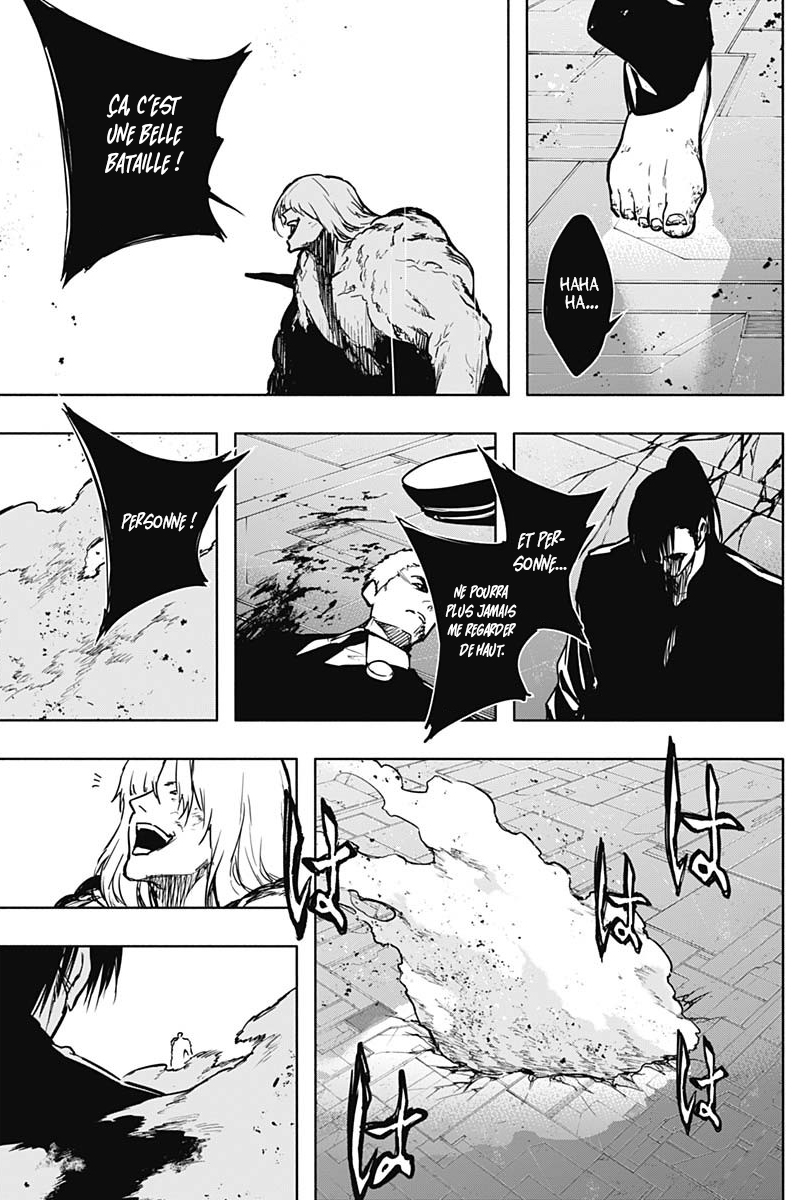 HAHA
HA...
ÇA, C'EST
UNE BELLE
BATAILLE !
ET PER-
SONNE...
NE POURRA
PLUS JAMAIS
ME REGARDER
DE HAUT.
PERSONNE !
は
は
は
は
は